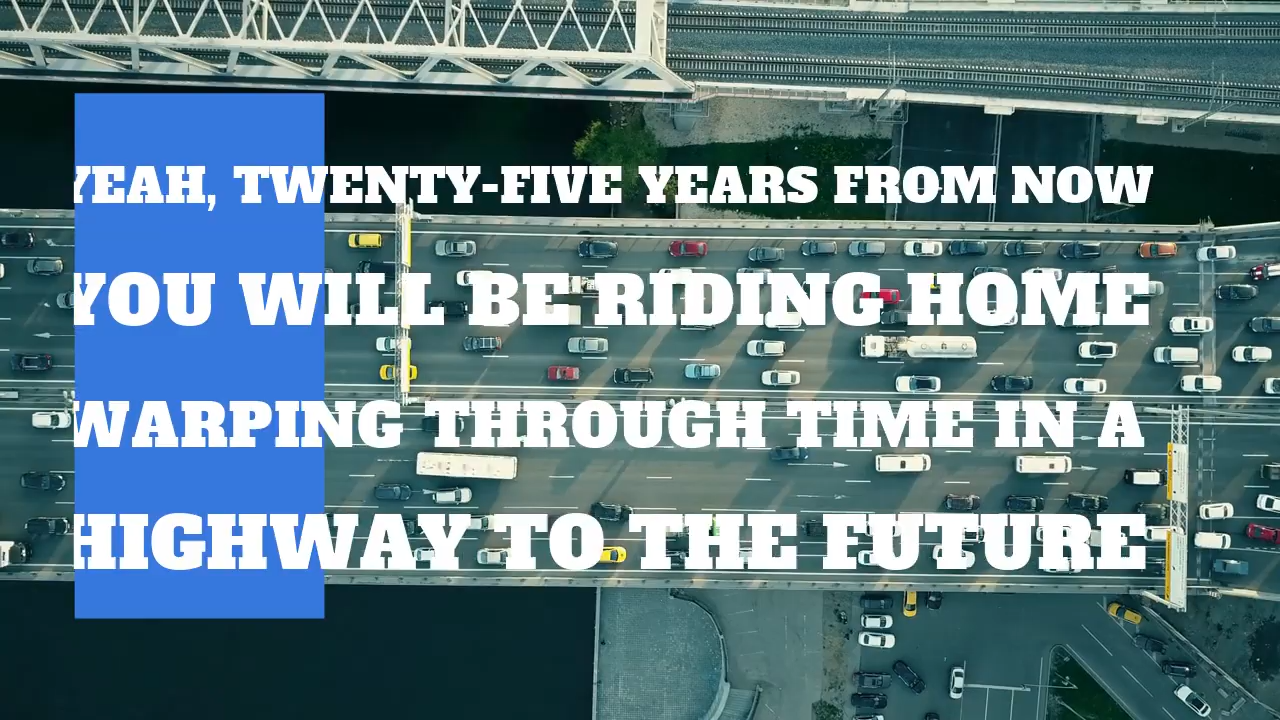 YEAH, TWENTY-FIVE YEARS FROM NOW
YOU WILL BE RIDING HOME
WARPING THROUGH TIME IN A
HIGHWAY TO THE FUTURE